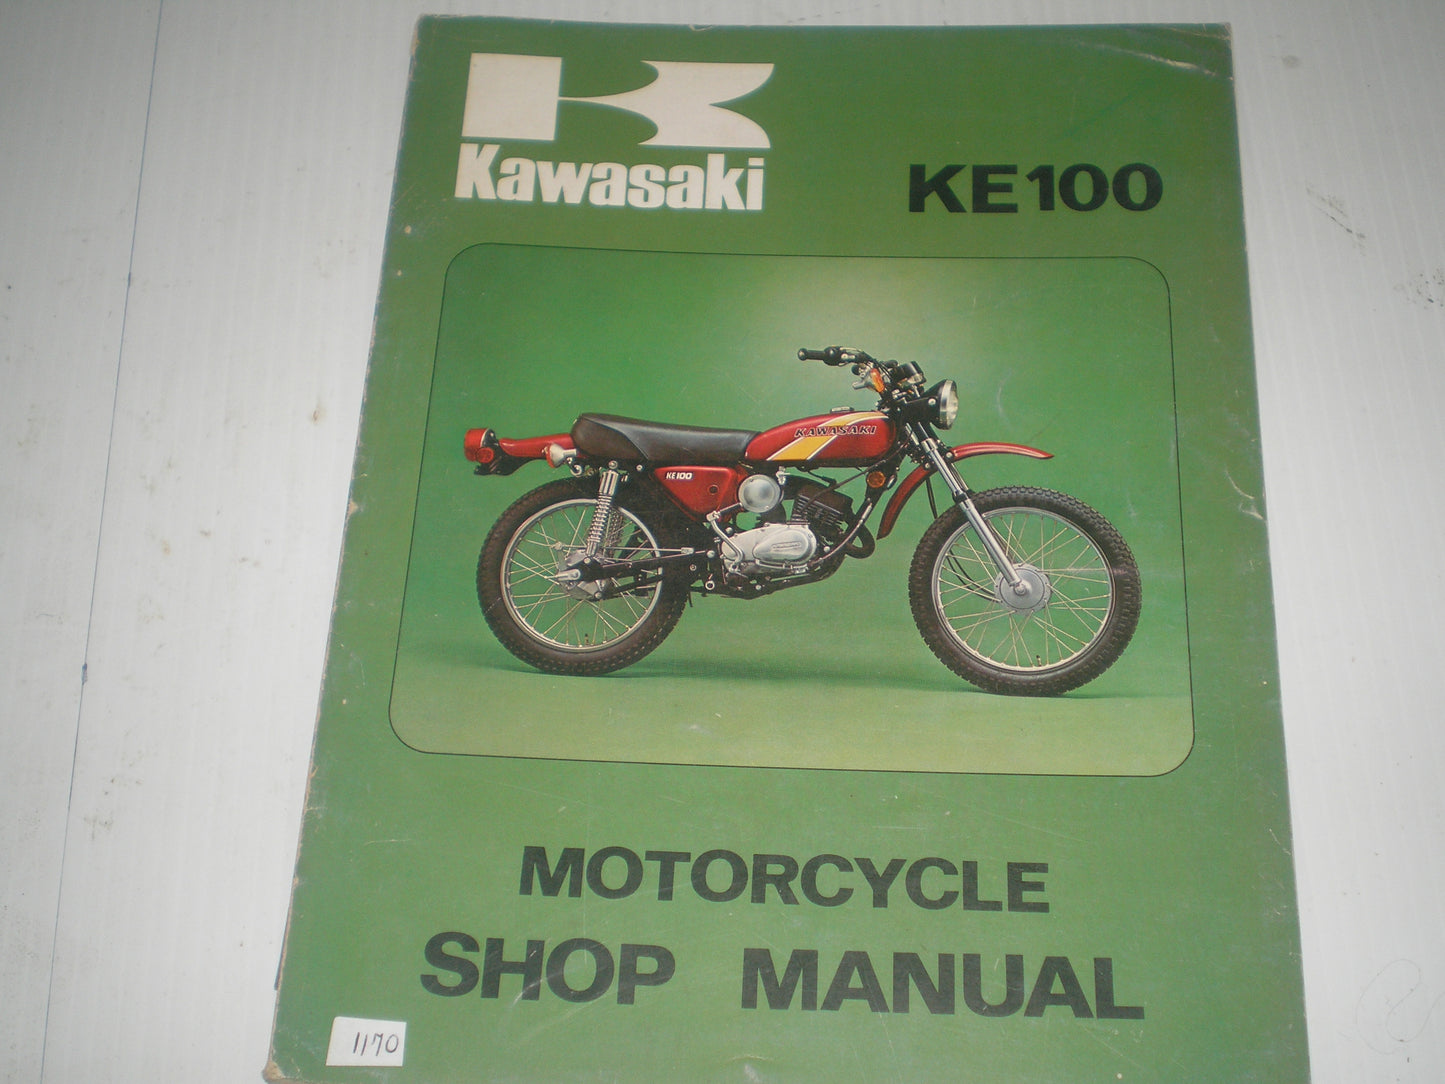 Kawasaki
KE100
KAWASAKI
KE100
MOTORCYCLE
SHOP MANUAL
1170